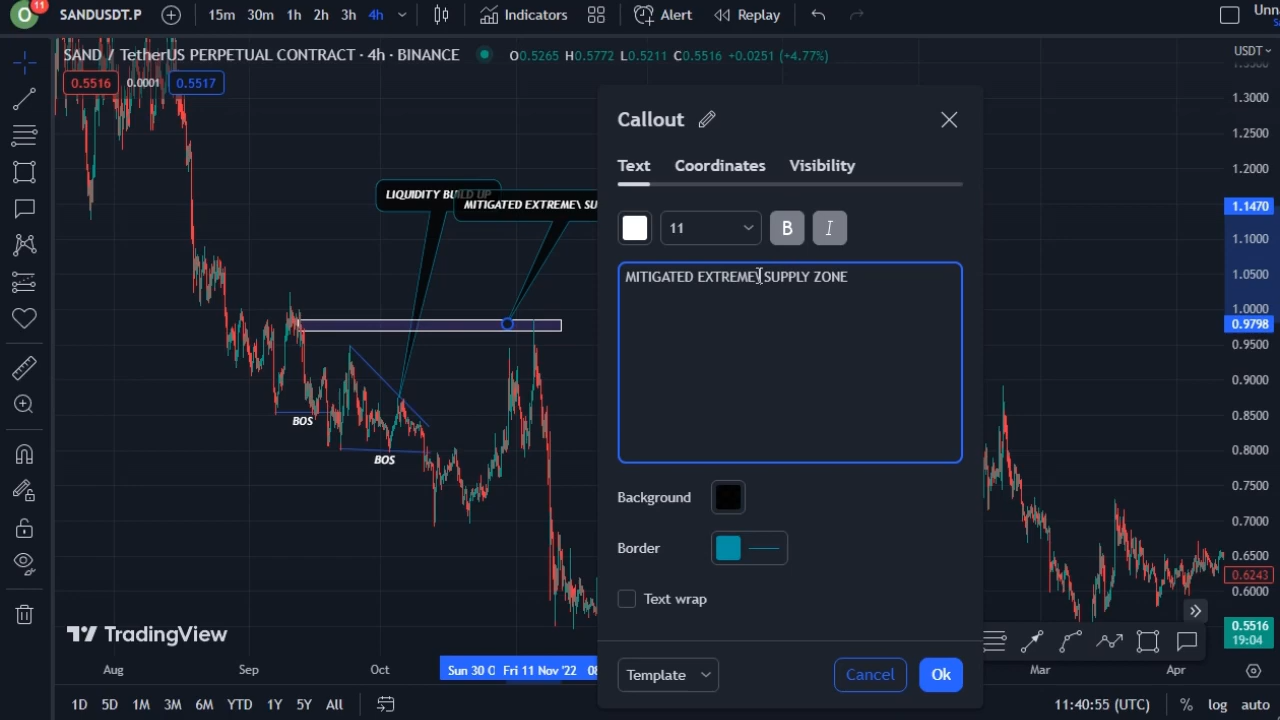 O 11 SANDUSDT.P 15m 30m 1h 2h 3h 4h Indicators Alert Replay
SAND / TetherUS PERPETUAL CONTRACT · 4h · BINANCE O0.5265 H0.5772 L0.5211 C0.5516 +0.0251 (+4.77%)
USDT
0.5516 0.0001 0.5517
1.3000
1.2500
1.2000
1.1470
1.1000
1.0500
1.0000
0.9798
0.9500
0.9000
0.8500
0.8000
0.7500
0.7000
0.6500
0.6243
0.6000
0.5516
19:04
LIQUIDITY BUILD UP
MITIGATED EXTREME\ SU
BOS
BOS
Callout
Text Coordinates Visibility
11 B I
MITIGATED EXTREME\ SUPPLY ZONE
Background
Border
Text wrap
Template Cancel Ok
TradingView
Aug Sep Oct Sun 30 O Fri 11 Nov '22 08 Mar Apr
1D 5D 1M 3M 6M YTD 1Y 5Y All 11:40:55 (UTC) % log auto